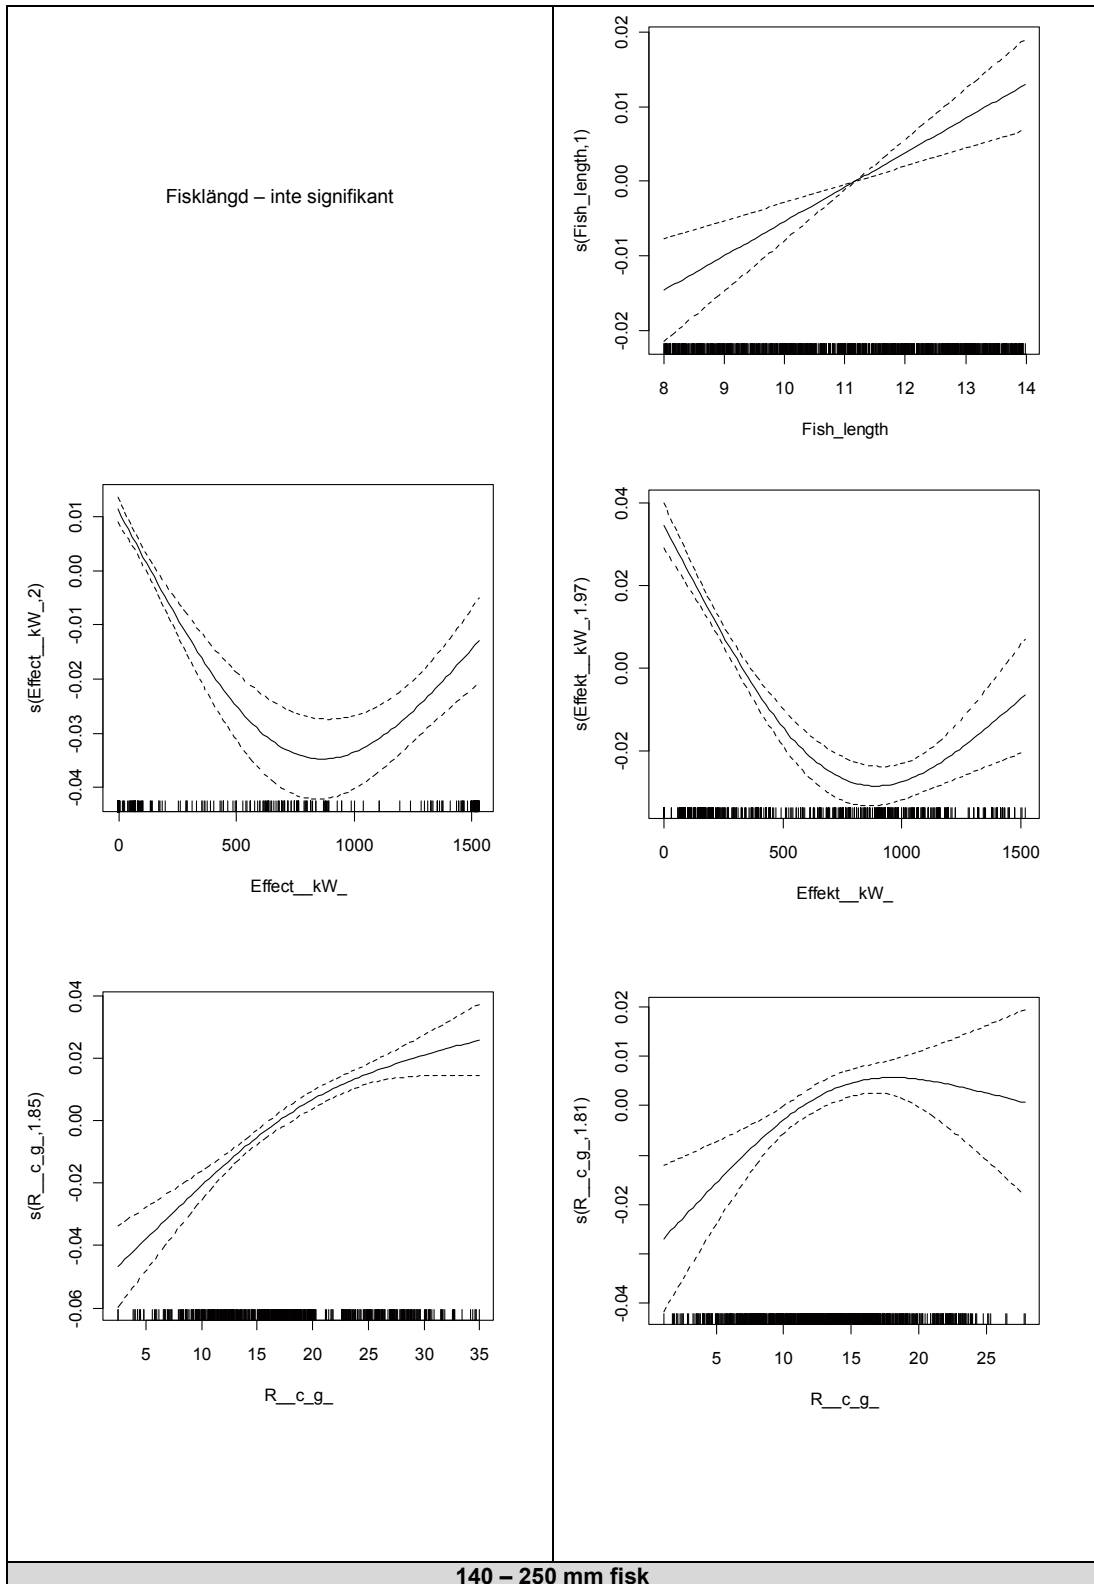 Fisklängd – inte signifikant
s(Fish_length,1)
0.02
0.01
0.00
-0.01
-0.02
8 9 10 11 12 13 14
Fish_length
s(Effect__kW_,2)
0.01
0.00
-0.01
-0.02
-0.03
-0.04
0 500 1000 1500
Effect__kW_
s(Effekt__kW_,1.97)
0.04
0.02
0.00
-0.02
0 500 1000 1500
Effekt__kW_
s(R__c_g_,1.85)
0.04
0.02
0.00
-0.02
-0.04
-0.06
5 10 15 20 25 30 35
R__c_g_
s(R__c_g_,1.81)
0.02
0.01
0.00
-0.02
-0.04
5 10 15 20 25
R__c_g_
140 – 250 mm fisk